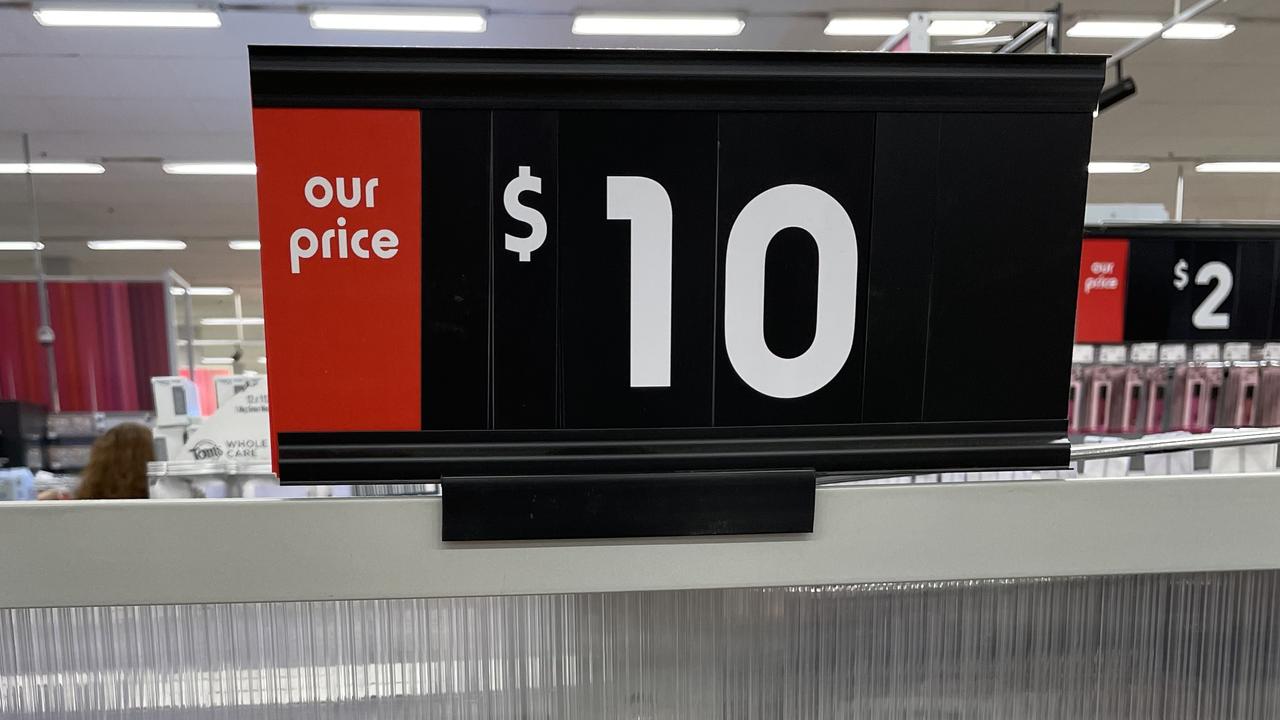 our
price
$10
our
price
$2
Tom's WHOLE
CARE